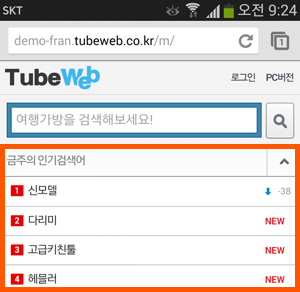 SKT 오전 9:24
demo-fran.tubeweb.co.kr/m/ 1
TubeWeb 로그인 PC버전
여행가방을 검색해보세요!
금주의 인기검색어
1 신모델 -38
2 다리미 NEW
3 고급키친툴 NEW
4 헤믈러 NEW